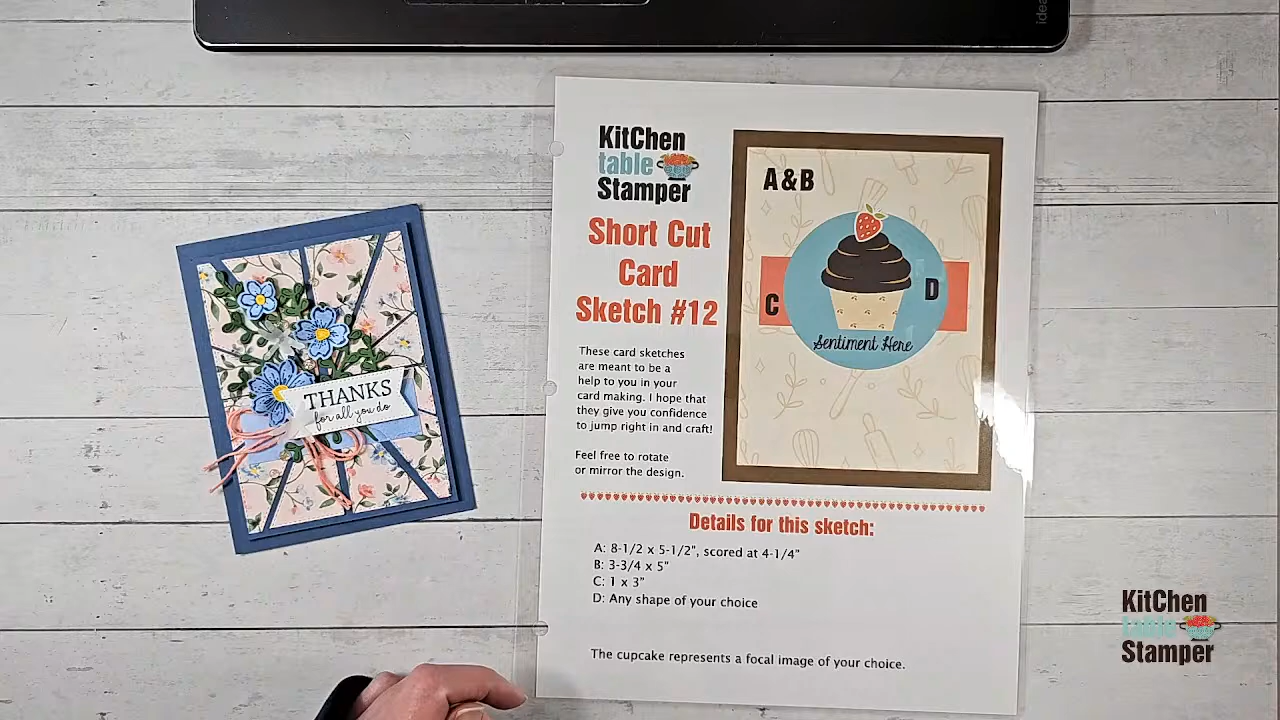 idea
KitChen
table
Stamper
Short Cut
Card
Sketch #12
These card sketches
are meant to be a
help to you in your
card making. I hope that
they give you confidence
to jump right in and craft!
Feel free to rotate
or mirror the design.
A&B
C
D
Sentiment Here
Details for this sketch:
A: 8-1/2 x 5-1/2", scored at 4-1/4"
B: 3-3/4 x 5"
C: 1 x 3"
D: Any shape of your choice
The cupcake represents a focal image of your choice.
THANKS
for all you do
KitChen
table
Stamper